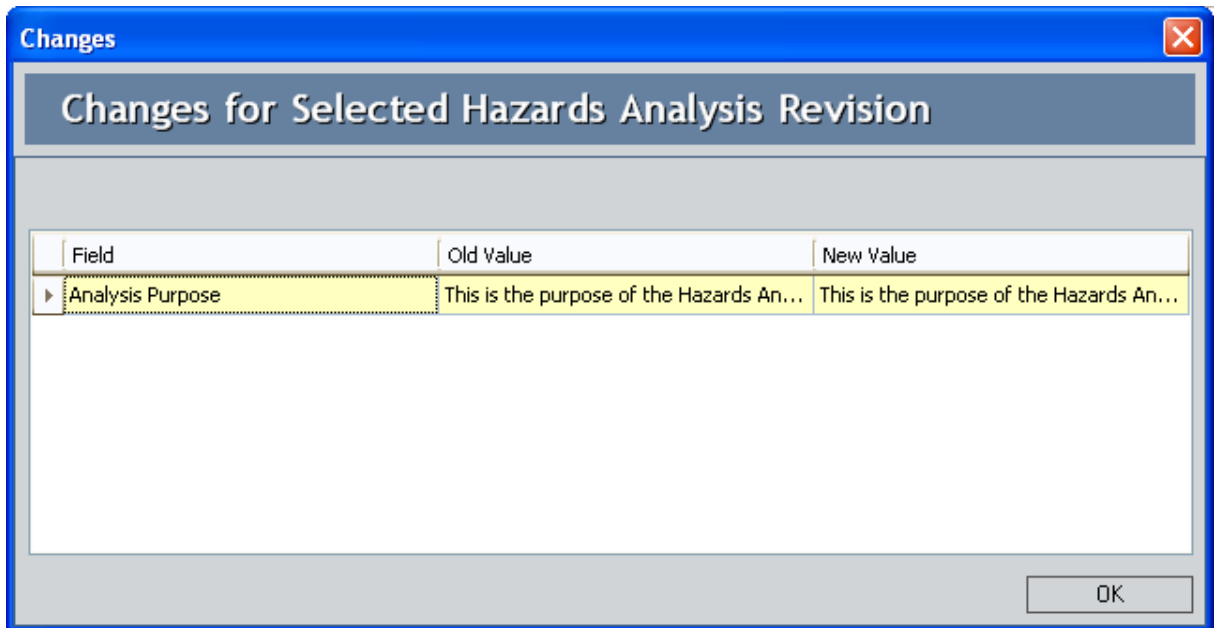 Changes
Changes for Selected Hazards Analysis Revision
Field Old Value New Value
Analysis Purpose This is the purpose of the Hazards An... This is the purpose of the Hazards An...
OK